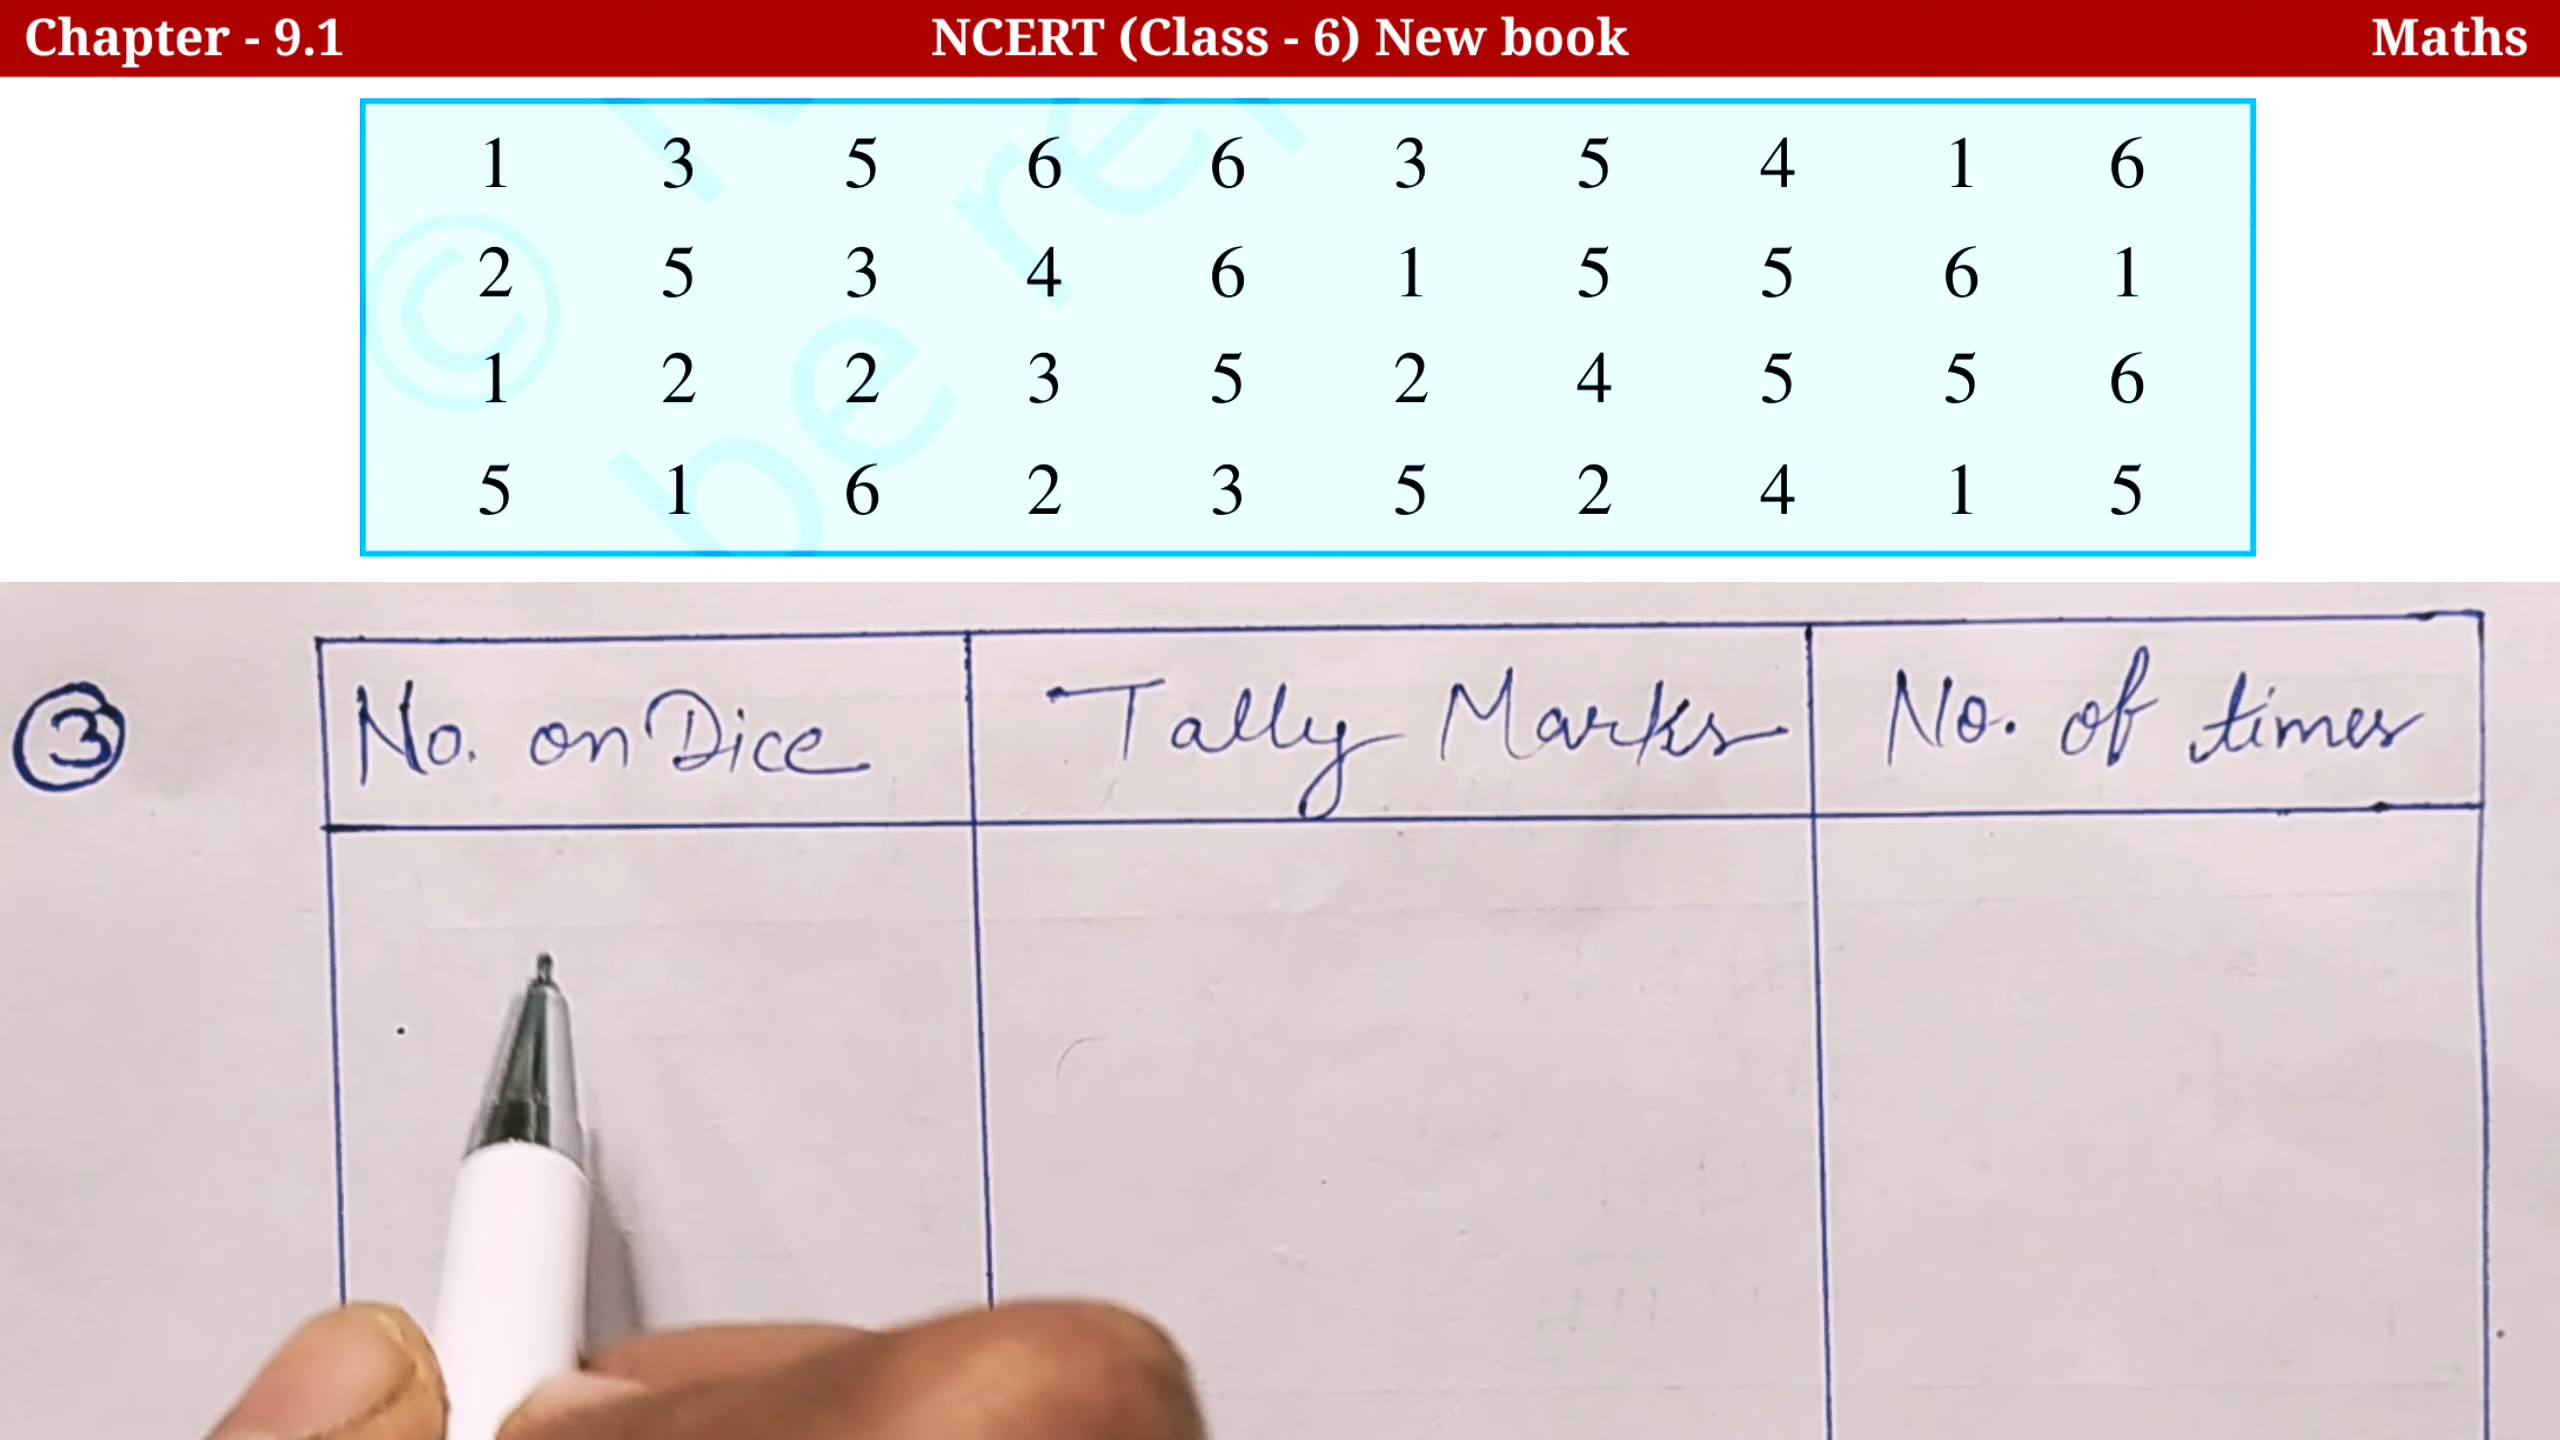 Chapter - 9.1 NCERT (Class - 6) New book Maths
1 3 5 6 6 3 5 4 1 6
2 5 3 4 6 1 5 5 6 1
1 2 2 3 5 2 4 5 5 6
5 1 6 2 3 5 2 4 1 5
3 No. on Dice Tally Marks No. of times
©
be re